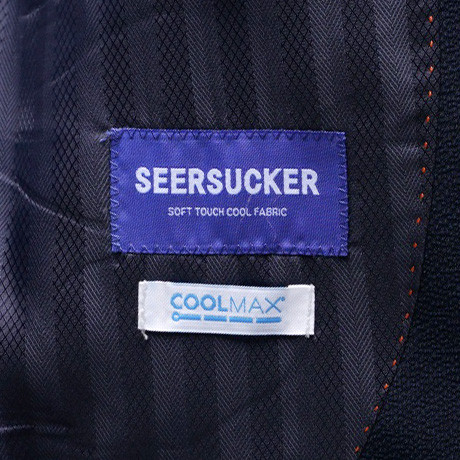 SEERSUCKER
SOFT TOUCH COOL FABRIC
COOLMAX®